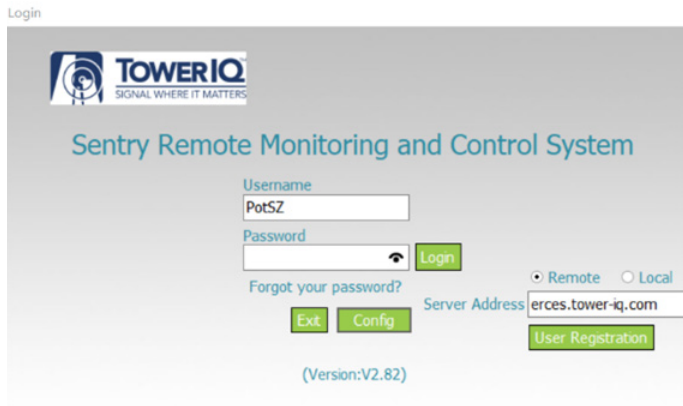 Login
TOWERIQ
SIGNAL WHERE IT MATTERS
Sentry Remote Monitoring and Control System
Username
PotSZ
Password
Login
Forgot your password?
Remote Local
Server Address erces.tower-iq.com
Exit Config
User Registration
(Version:V2.82)